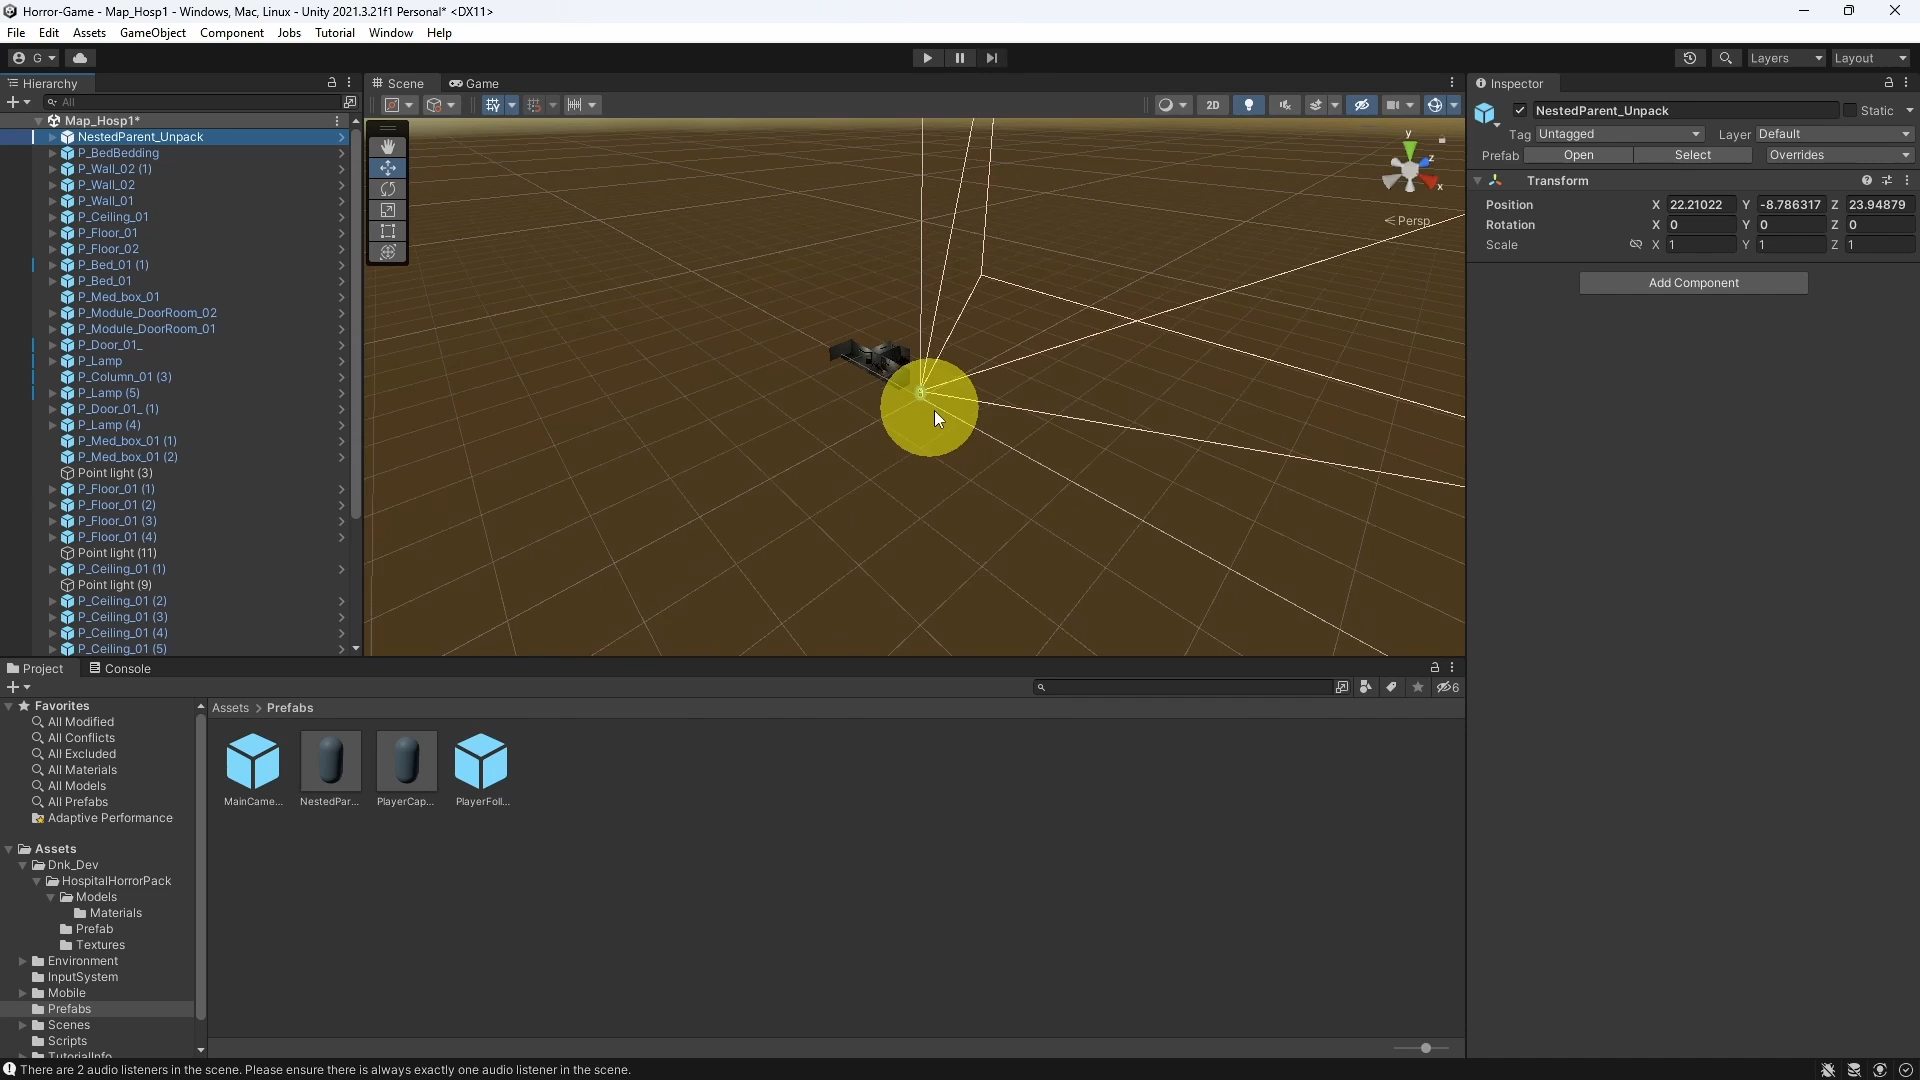 Horror-Game - Map_Hosp1 - Windows, Mac, Linux - Unity 2021.3.21f1 Personal* <DX11>
File Edit Assets GameObject Component Jobs Tutorial Window Help
G Layers Layout
Hierarchy
All
Map_Hosp1*
NestedParent_Unpack
P_BedBedding
P_Wall_02 (1)
P_Wall_02
P_Wall_01
P_Ceiling_01
P_Floor_01
P_Floor_02
P_Bed_01 (1)
P_Bed_01
P_Med_box_01
P_Module_DoorRoom_02
P_Module_DoorRoom_01
P_Door_01_
P_Lamp
P_Column_01 (3)
P_Lamp (5)
P_Door_01_ (1)
P_Lamp (4)
P_Med_box_01 (1)
P_Med_box_01 (2)
Point light (3)
P_Floor_01 (1)
P_Floor_01 (2)
P_Floor_01 (3)
P_Floor_01 (4)
Point light (11)
P_Ceiling_01 (1)
Point light (9)
P_Ceiling_01 (2)
P_Ceiling_01 (3)
P_Ceiling_01 (4)
P_Ceiling_01 (5)
Scene Game
2D
y
z
x
Persp
Inspector
NestedParent_Unpack Static
Tag Untagged Layer Default
Prefab Open Select Overrides
Transform
Position X 22.21022 Y -8.786317 Z 23.94879
Rotation X 0 Y 0 Z 0
Scale X 1 Y 1 Z 1
Add Component
Project Console
6
Favorites
All Modified
All Conflicts
All Excluded
All Materials
All Models
All Prefabs
Adaptive Performance
Assets
Dnk_Dev
HospitalHorrorPack
Models
Materials
Prefab
Textures
Environment
InputSystem
Mobile
Prefabs
Scenes
Scripts
TutorialInfo
Assets > Prefabs
MainCame... NestedPar... PlayerCap... PlayerFoll...
There are 2 audio listeners in the scene. Please ensure there is always exactly one audio listener in the scene.